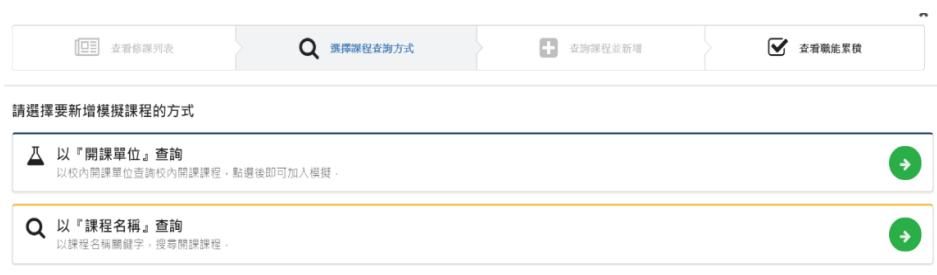 查看修課列表
選擇課程查詢方式
查詢課程並新增
查看職能累積
請選擇要新增模擬課程的方式
以『開課單位』查詢
以校內開課單位查詢校內開課課程，點選後即可加入模擬。
以『課程名稱』查詢
以課程名稱關鍵字，搜尋開課課程。